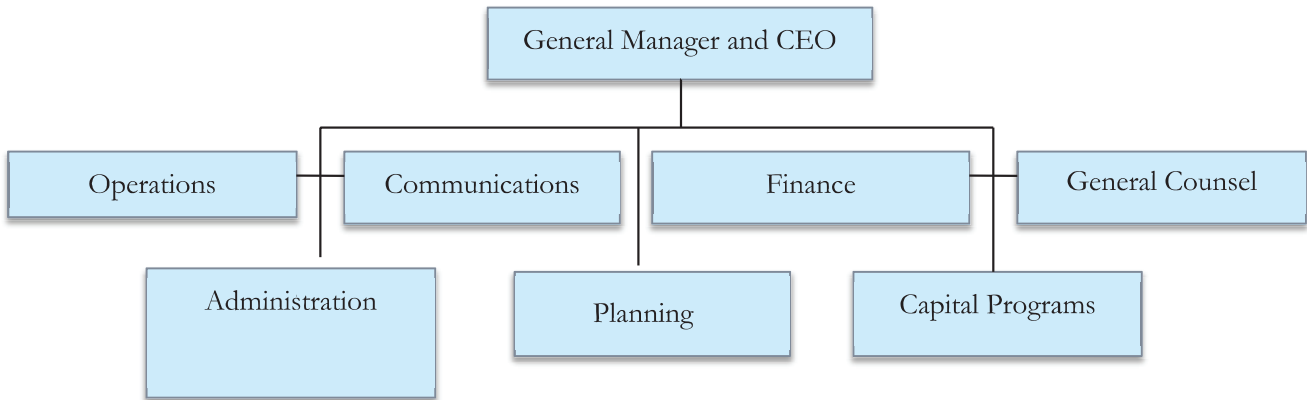 General Manager and CEO
Operations
Communications
Finance
General Counsel
Administration
Planning
Capital Programs